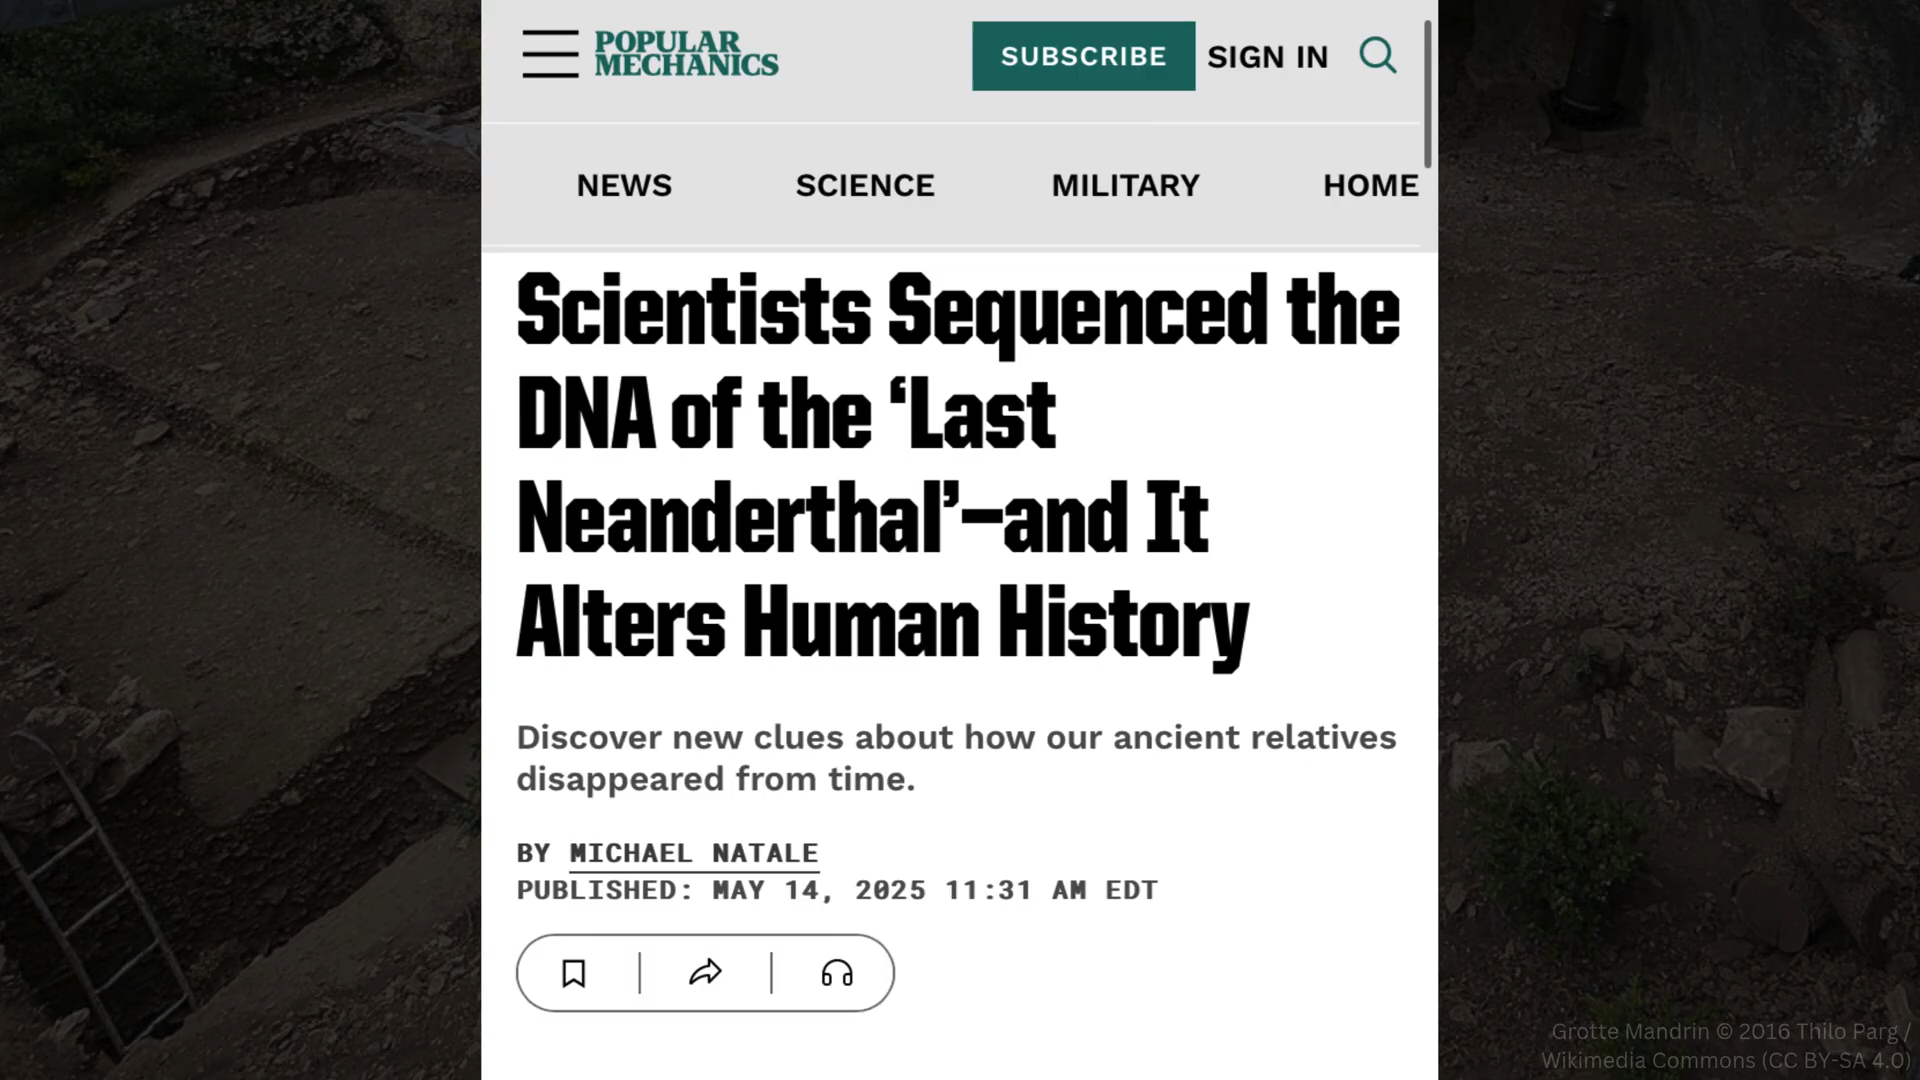 POPULAR
MECHANICS
SUBSCRIBE
SIGN IN
NEWS
SCIENCE
MILITARY
HOME
Scientists Sequenced the
DNA of the ‘Last
Neanderthal’—and It
Alters Human History
Discover new clues about how our ancient relatives
disappeared from time.
BY MICHAEL NATALE
PUBLISHED: MAY 14, 2025 11:31 AM EDT
Grotte Mandrin © 2016 Thilo Parg /
Wikimedia Commons (CC BY-SA 4.0)